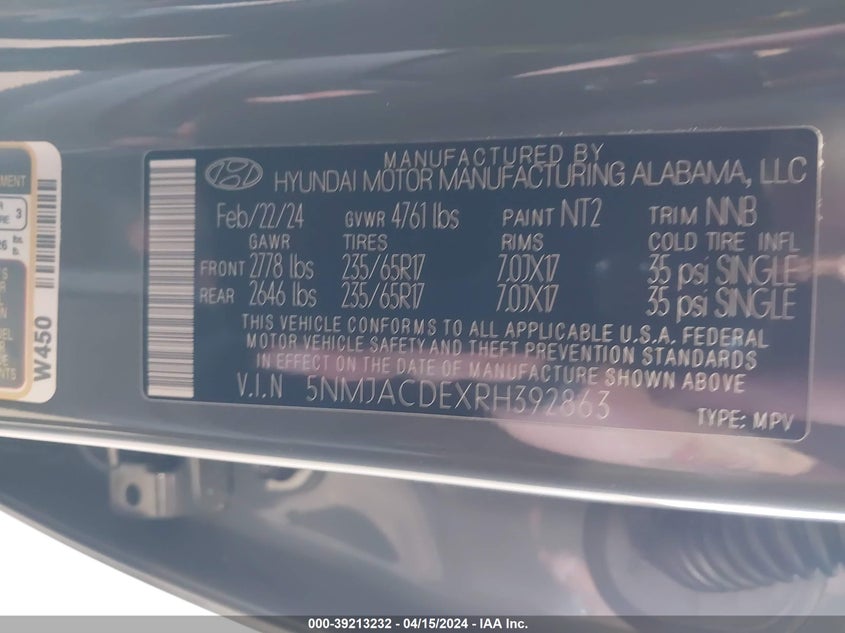 EMENT
3
W450
MANUFACTURED BY
HYUNDAI MOTOR MANUFACTURING ALABAMA, LLC
Feb/22/24 GVWR 4761 lbs PAINT NT2 TRIM NNB
GAWR TIRES RIMS COLD TIRE INFL
FRONT 2778 lbs 235/65R17 7.0JX17 35 psi SINGLE
REAR 2646 lbs 235/65R17 7.0JX17 35 psi SINGLE
THIS VEHICLE CONFORMS TO ALL APPLICABLE U.S.A. FEDERAL
MOTOR VEHICLE SAFETY AND THEFT PREVENTION STANDARDS
IN EFFECT ON THE DATE OF MANUFACTURE SHOWN ABOVE
V.I.N 5NMJACDEXRH392863
TYPE: MPV
000-39213232 - 04/15/2024 - IAA Inc.